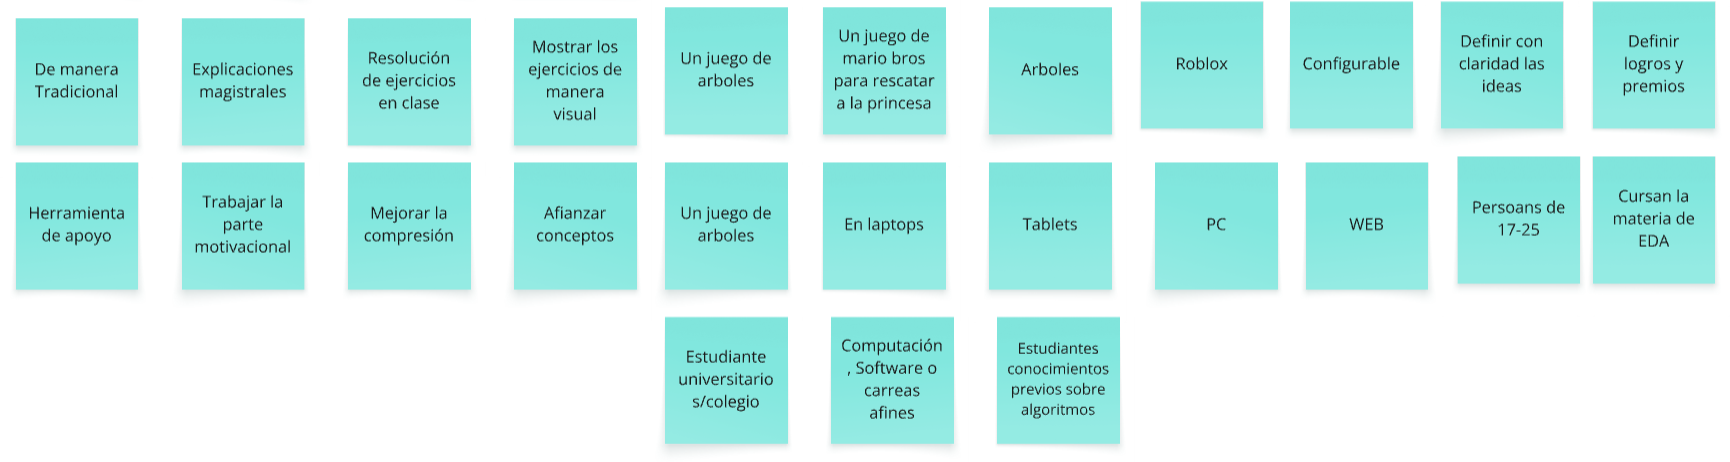 De manera
Tradicional
Explicaciones
magistrales
Resolución
de ejercicios
en clase
Mostrar los
ejercicios de
manera
visual
Un juego de
arboles
Un juego de
mario bros
para rescatar
a la princesa
Arboles
Roblox
Configurable
Definir con
claridad las
ideas
Definir
logros y
premios
Herramienta
de apoyo
Trabajar la
parte
motivacional
Mejorar la
compresión
Afianzar
conceptos
Un juego de
arboles
En laptops
Tablets
PC
WEB
Persoans de
17-25
Cursan la
materia de
EDA
Estudiante
universitario
s/colegio
Computación
, Software o
carreas
afines
Estudiantes
conocimientos
previos sobre
algoritmos